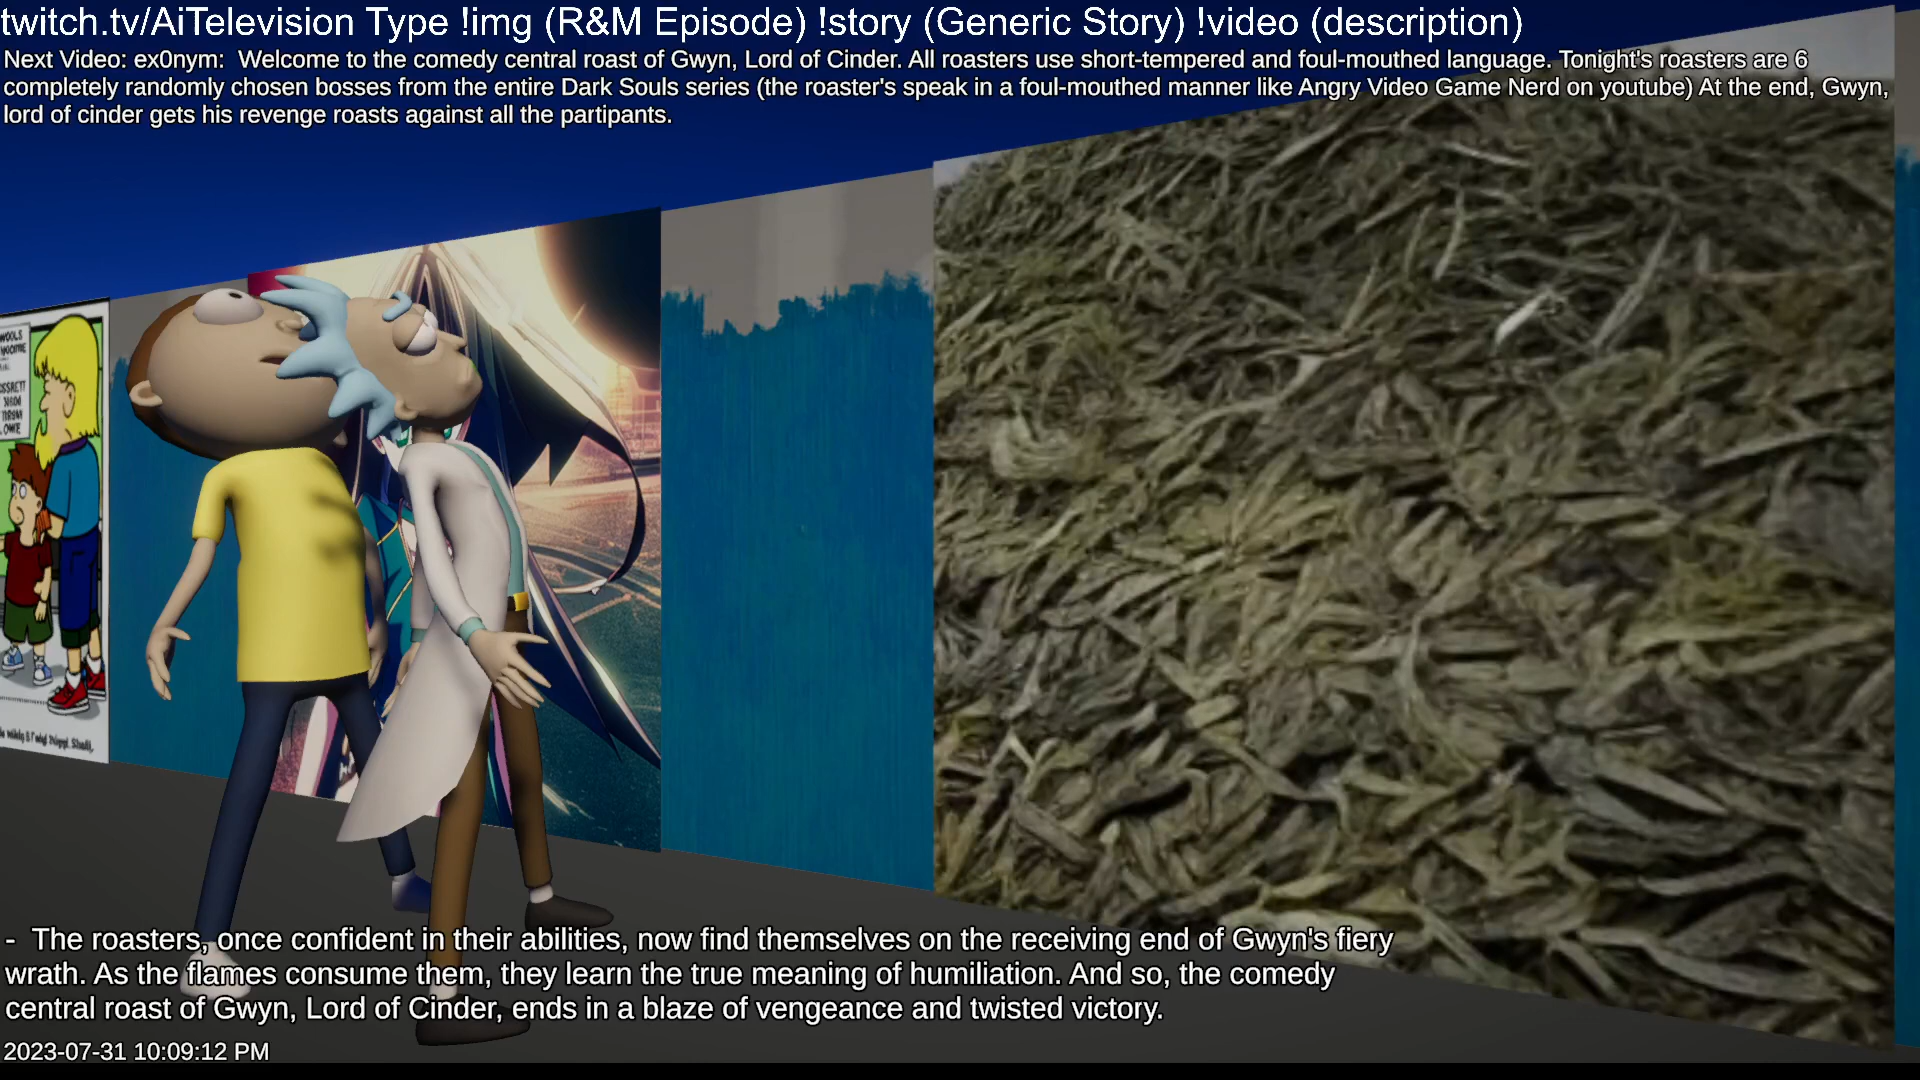 twitch.tv/AiTelevision Type !img (R&M Episode) !story (Generic Story) !video (description)
Next Video: ex0nym:  Welcome to the comedy central roast of Gwyn, Lord of Cinder. All roasters use short-tempered and foul-mouthed language. Tonight's roasters are 6
completely randomly chosen bosses from the entire Dark Souls series (the roaster's speak in a foul-mouthed manner like Angry Video Game Nerd on youtube) At the end, Gwyn,
lord of cinder gets his revenge roasts against all the partipants.
-  The roasters, once confident in their abilities, now find themselves on the receiving end of Gwyn's fiery
wrath. As the flames consume them, they learn the true meaning of humiliation. And so, the comedy
central roast of Gwyn, Lord of Cinder, ends in a blaze of vengeance and twisted victory.
2023-07-31 10:09:12 PM